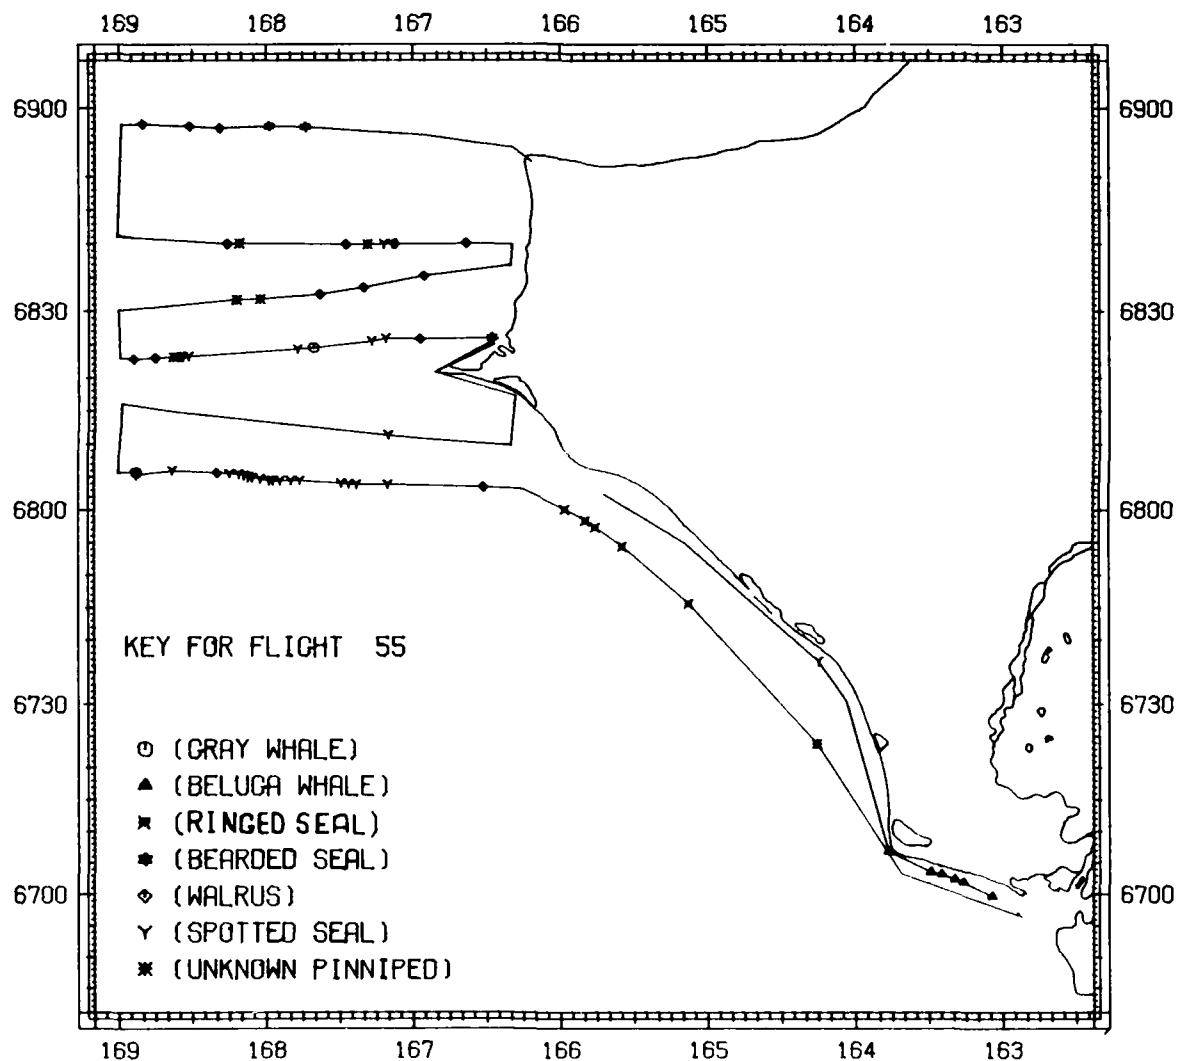 169 168 167 166 165 164 163
6900 6900
6830 6830
6800 6800
KEY FOR FLIGHT 55
6730 6730
(GRAY WHALE)
(BELUGA WHALE)
(RINGED SEAL)
(BEARDED SEAL)
(WALRUS)
(SPOTTED SEAL)
(UNKNOWN PINNIPED)
6700 6700
169 168 167 166 165 164 163